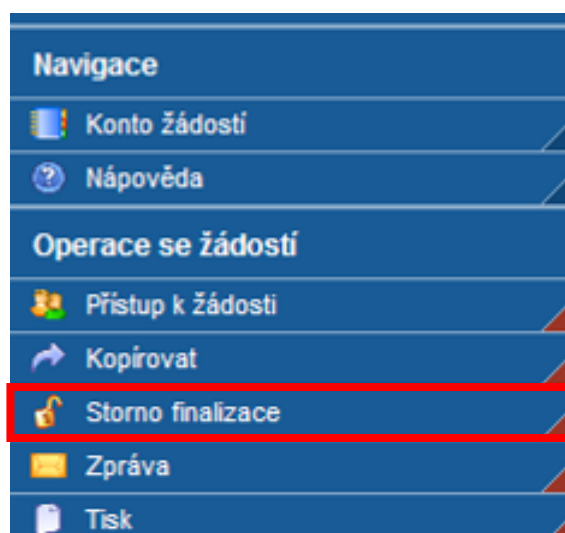 Navigace
Konto žádostí
Nápověda
Operace se žádostí
Přístup k žádosti
Kopírovat
Storno finalizace
Zpráva
Tisk